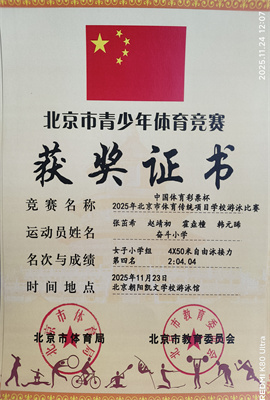 北京市青少年体育竞赛
获奖证书
竞赛名称
中国体育彩票杯
2025年北京市体育传统项目学校游泳比赛
运动员姓名
张茁希 赵靖初 霍垚橦 韩元晞
奋斗小学
名次与成绩
女子小学组 4X50米自由泳接力
第四名 2:04.04
时间地点
2025年11月23日
北京朝阳凯文学校游泳馆
北京市体育局
北京市教育委员会
2025.11.24 12:07
REDMI K80 Ultra